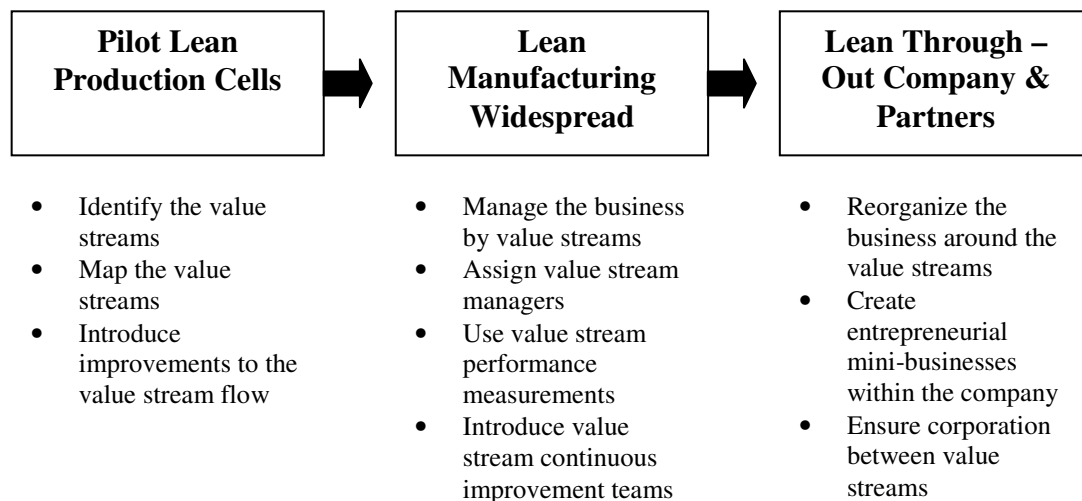 Pilot Lean
Production Cells
Lean
Manufacturing
Widespread
Lean Through –
Out Company &
Partners
• Identify the value
streams
• Map the value
streams
• Introduce
improvements to the
value stream flow
• Manage the business
by value streams
• Assign value stream
managers
• Use value stream
performance
measurements
• Introduce value
stream continuous
improvement teams
• Reorganize the
business around the
value streams
• Create
entrepreneurial
mini-businesses
within the company
• Ensure corporation
between value
streams